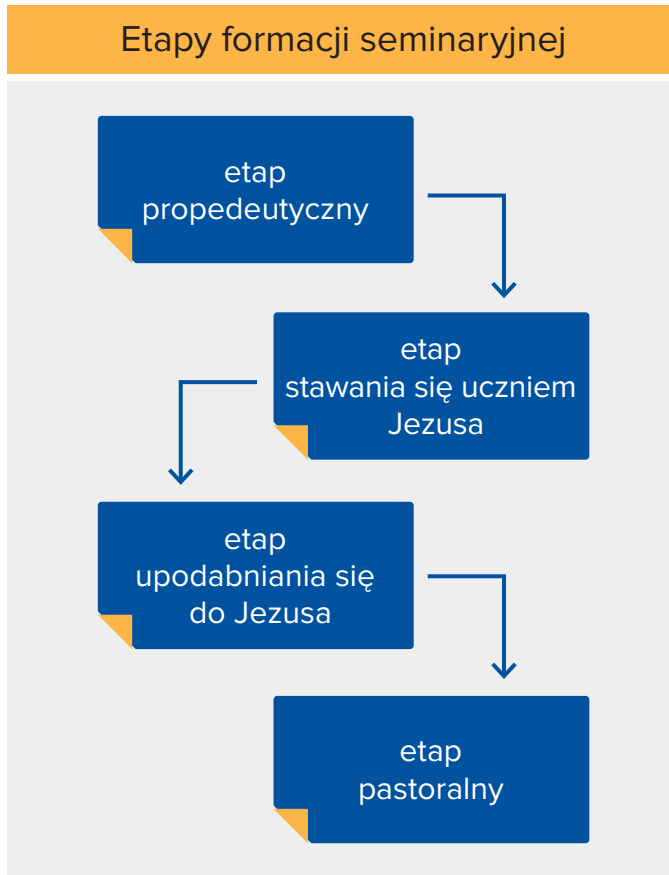 Etapy formacji seminaryjnej
etap
propedeutyczny
etap
stawania się uczniem
Jezusa
etap
upodabniania się
do Jezusa
etap
pastoralny